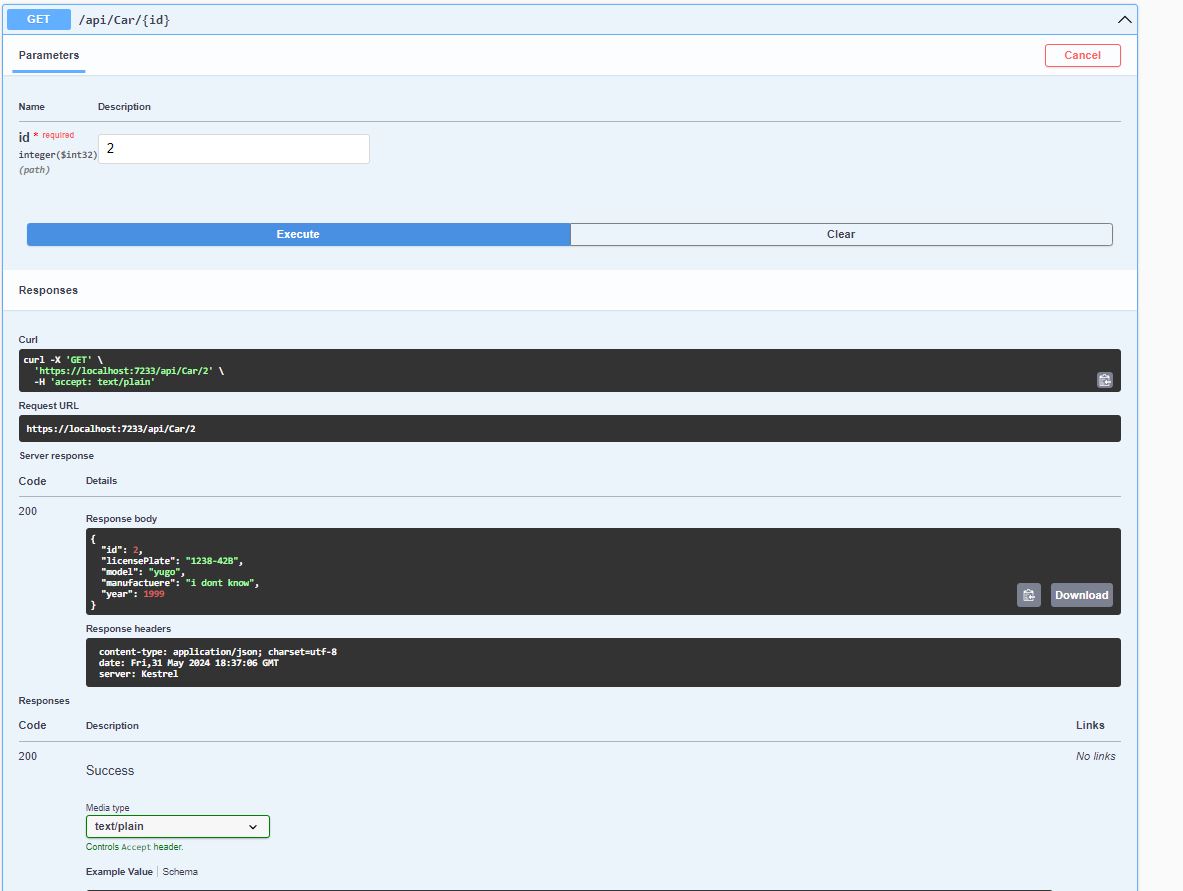 GET /api/Car/{id}
Parameters
Cancel
Name Description
id * required
integer($int32)
(path)
2
Execute Clear
Responses
Curl
curl -X 'GET' \
'https://localhost:7233/api/Car/2' \
-H 'accept: text/plain'
Request URL
https://localhost:7233/api/Car/2
Server response
Code Details
200
Response body
{
"id": 2,
"licensePlate": "1238-42B",
"model": "yugo",
"manufactuere": "i dont know",
"year": 1999
}
Download
Response headers
content-type: application/json; charset=utf-8
date: Fri,31 May 2024 18:37:06 GMT
server: Kestrel
Responses
Code Description Links
200 No links
Success
Media type
text/plain
Controls Accept header.
Example Value Schema